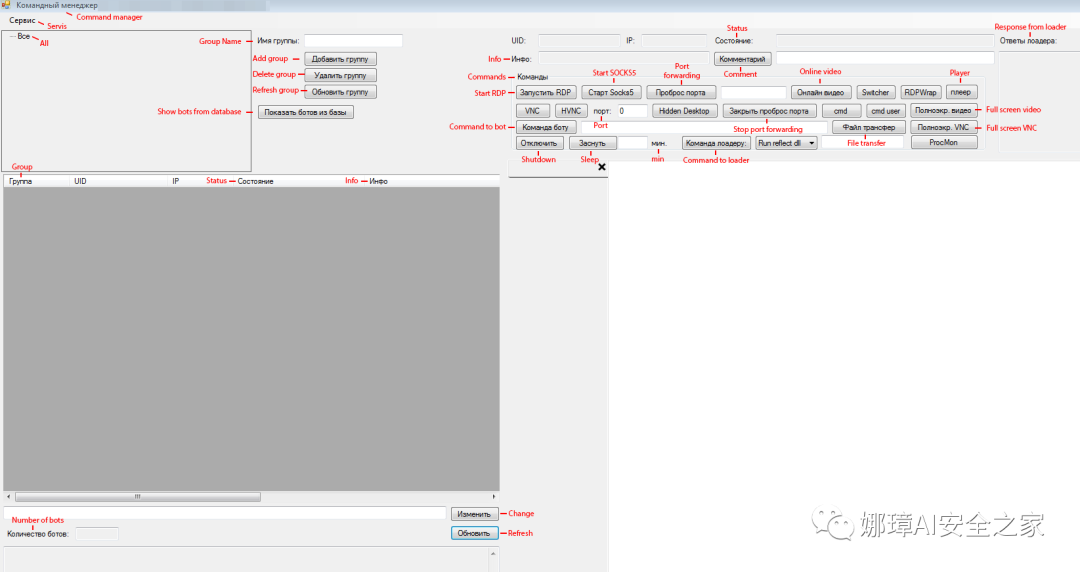 Командный менеджер
Command manager
Сервис
Servis
Все
All
Group Name
Имя группы:
Add group
Добавить группу
Delete group
Удалить группу
Refresh group
Обновить группу
Show bots from database
Показать ботов из базы
UID:
IP:
Status
Состояние:
Response from loader
Ответы лоадера:
Info
Инфо:
Комментарий
Comment
Commands
Команды
Start SOCKS5
Port forwarding
Online video
Player
Start RDP
Запустить RDP
Старт Socks5
Проброс порта
Онлайн видео
Switcher
RDPWrap
плеер
VNC
HVNC
порт:
0
Port
Hidden Desktop
Закрыть проброс порта
Stop port forwarding
cmd
cmd user
Полноэкр. видео
Full screen video
Command to bot
Команда боту
Файл трансфер
File transfer
Полноэкр. VNC
Full screen VNC
Отключить
Shutdown
Заснуть
Sleep
мин.
min
Команда лоадеру:
Command to loader
Run reflect dll
ProcMon
Group
Группа
UID
IP
Status
Состояние
Info
Инфо
Изменить
Change
Number of bots
Количество ботов:
Обновить
Refresh
娜璋AI安全之家